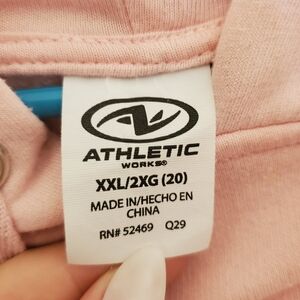 ATHLETIC
WORKS®
XXL/2XG (20)
MADE IN/HECHO EN
CHINA
RN# 52469 Q29